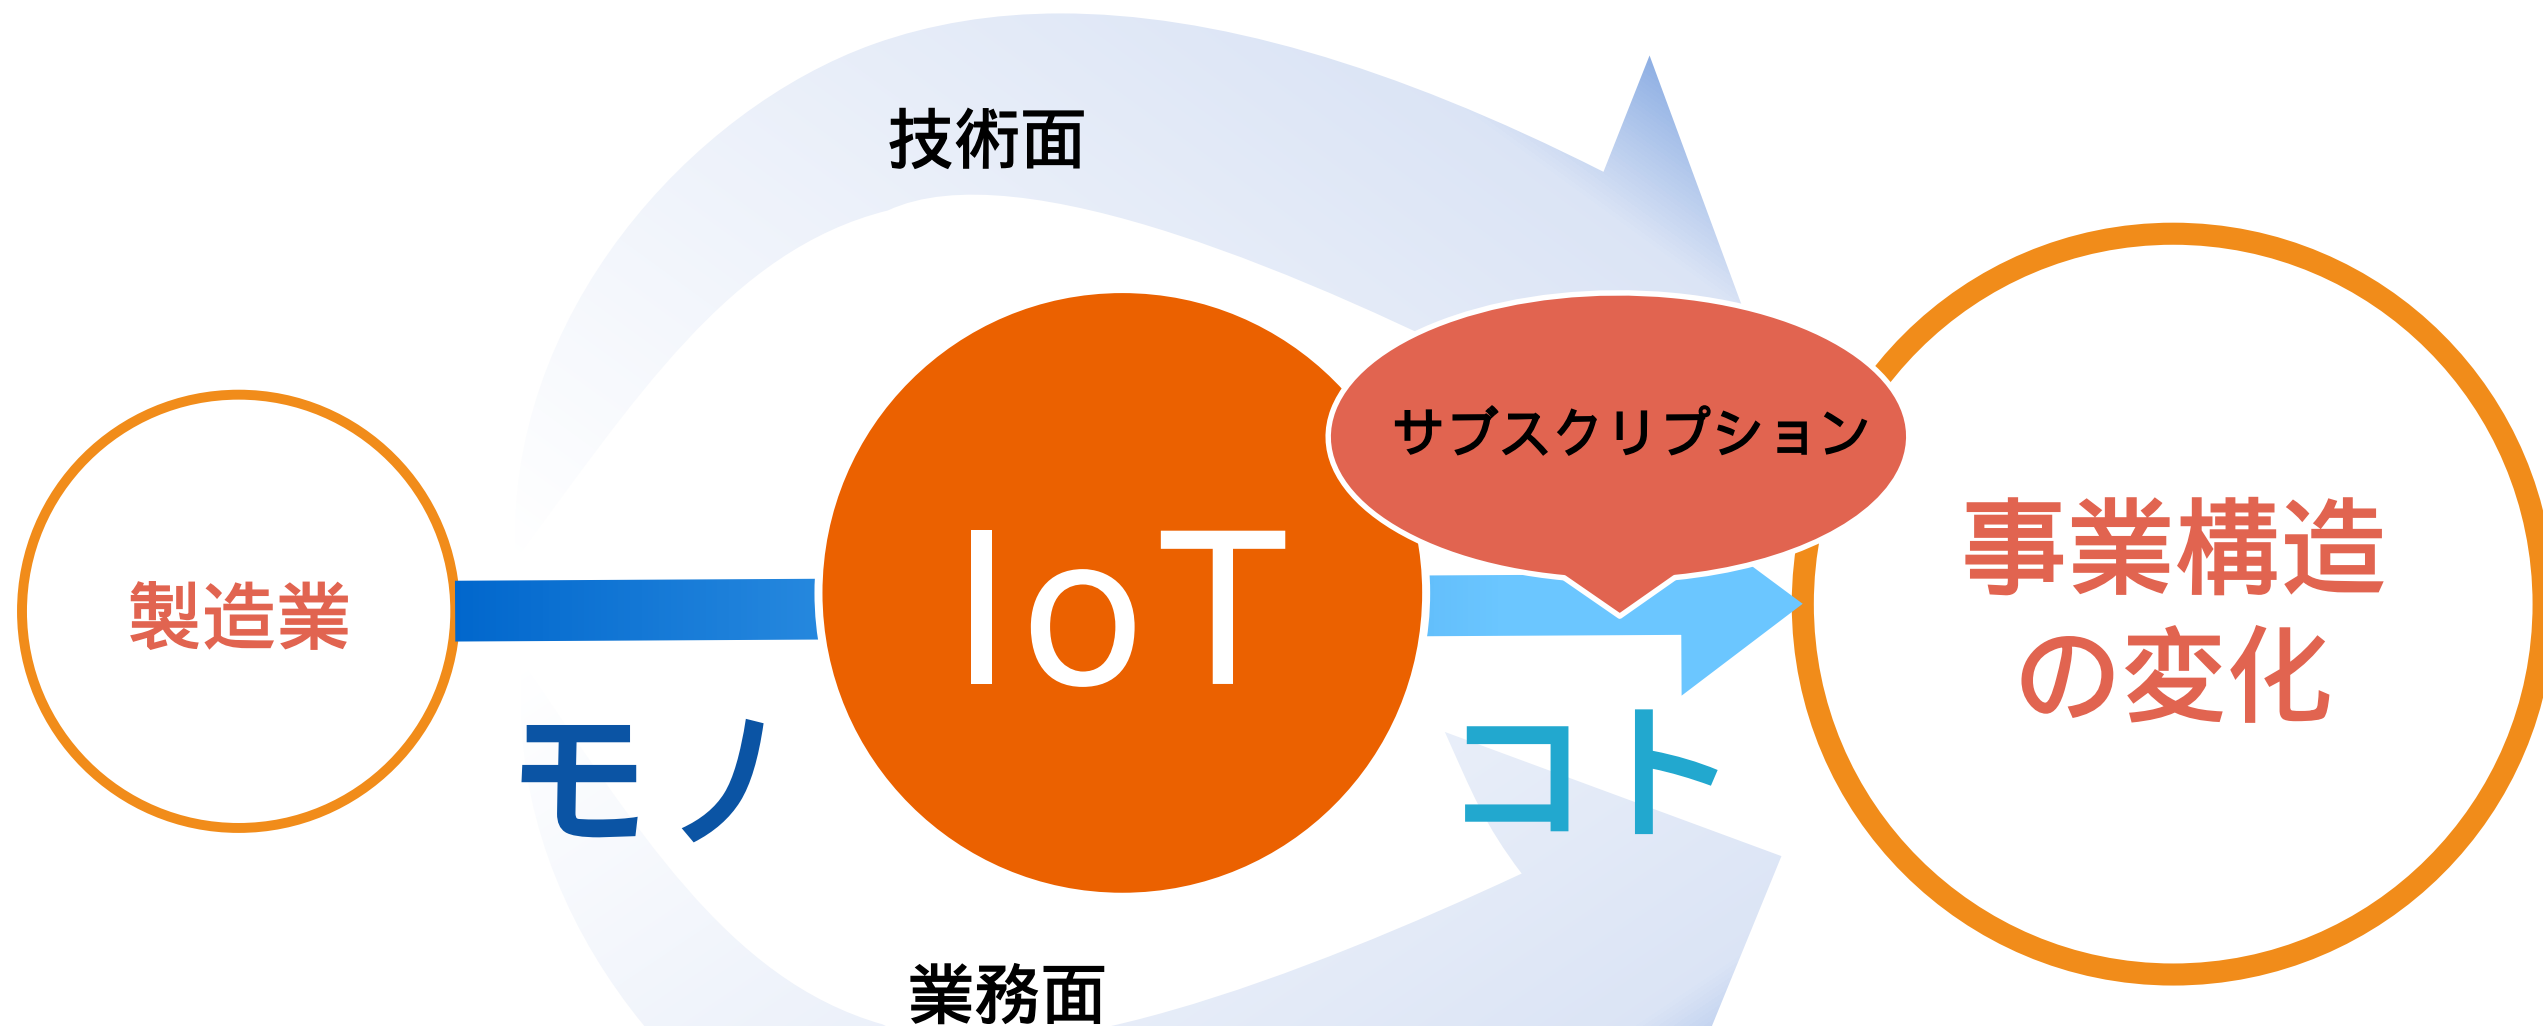 技術面
サブスクリプション
製造業
IoT
事業構造
の変化
モノ
コト
業務面